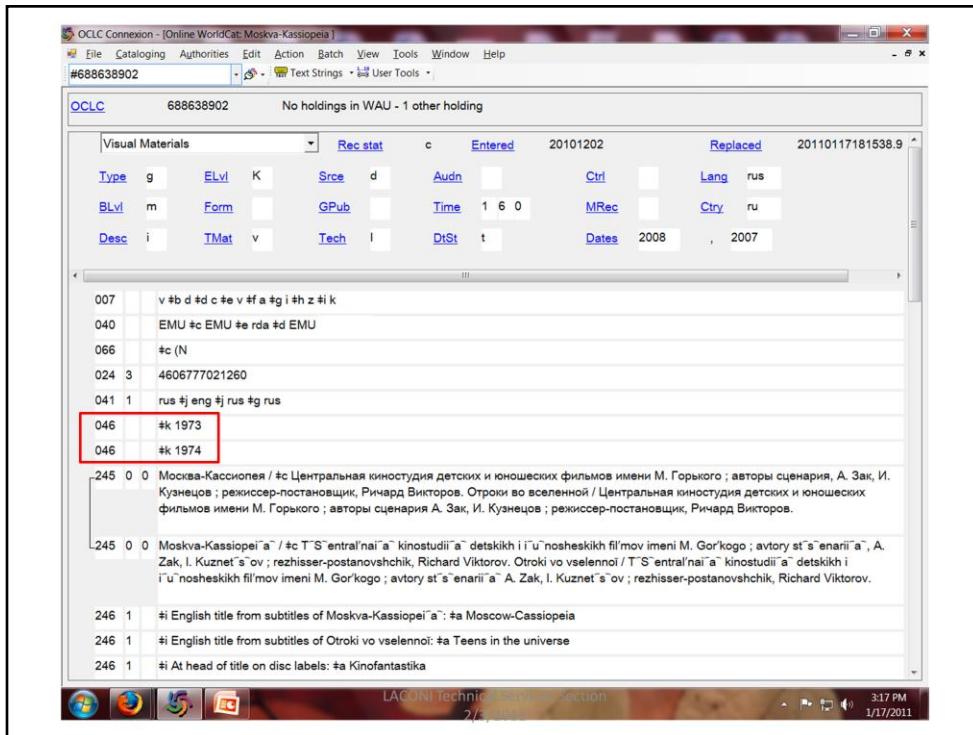 OCLC Connexion - [Online WorldCat: Moskva-Kassiopeia ]
File Cataloging Authorities Edit Action Batch View Tools Window Help
#688638902 Text Strings User Tools
OCLC 688638902 No holdings in WAU - 1 other holding
Visual Materials Rec stat c Entered 20101202 Replaced 20110117181538.9
Type g ELvl K Srce d Audn Ctrl Lang rus
BLvl m Form GPub Time 1 6 0 MRec Ctry ru
Desc i TMat v Tech l DtSt t Dates 2008 , 2007
007 v ‡b d ‡d c ‡e v ‡f a ‡g i ‡h z ‡i k
040 EMU ‡c EMU ‡e rda ‡d EMU
066 ‡c (N
024 3 4606777021260
041 1 rus ‡j eng ‡j rus ‡g rus
046 ‡k 1973
046 ‡k 1974
245 0 0 Москва-Кассиопея / ‡c Центральная киностудия детских и юношеских фильмов имени М. Горького ; авторы сценария, А. Зак, И.
Кузнецов ; режиссер-постановщик, Ричард Викторов. Отроки во вселенной / Центральная киностудия детских и юношеских
фильмов имени М. Горького ; авторы сценария А. Зак, И. Кузнецов ; режиссер-постановщик, Ричард Викторов.
245 0 0 Moskva-Kassiopei͡a͡ / ‡c T͡S͡entralʹnai͡a͡ kinostudii͡a͡ detskikh i i͡u͡nosheskikh filʹmov imeni M. Gorʹkogo ; avtory st͡s͡enarii͡a͡, A.
Zak, I. Kuznet͡s͡ov ; rezhisser-postanovshchik, Richard Viktorov. Otroki vo vselennoĭ / T͡S͡entralʹnai͡a͡ kinostudii͡a͡ detskikh i
i͡u͡nosheskikh filʹmov imeni M. Gorʹkogo ; avtory st͡s͡enarii͡a͡ A. Zak, I. Kuznet͡s͡ov ; rezhisser-postanovshchik, Richard Viktorov.
246 1 ‡i English title from subtitles of Moskva-Kassiopei͡a͡: ‡a Moscow-Cassiopeia
246 1 ‡i English title from subtitles of Otroki vo vselennoĭ: ‡a Teens in the universe
246 1 ‡i At head of title on disc labels: ‡a Kinofantastika
LACONI Technical Services Section
3:17 PM
1/17/2011